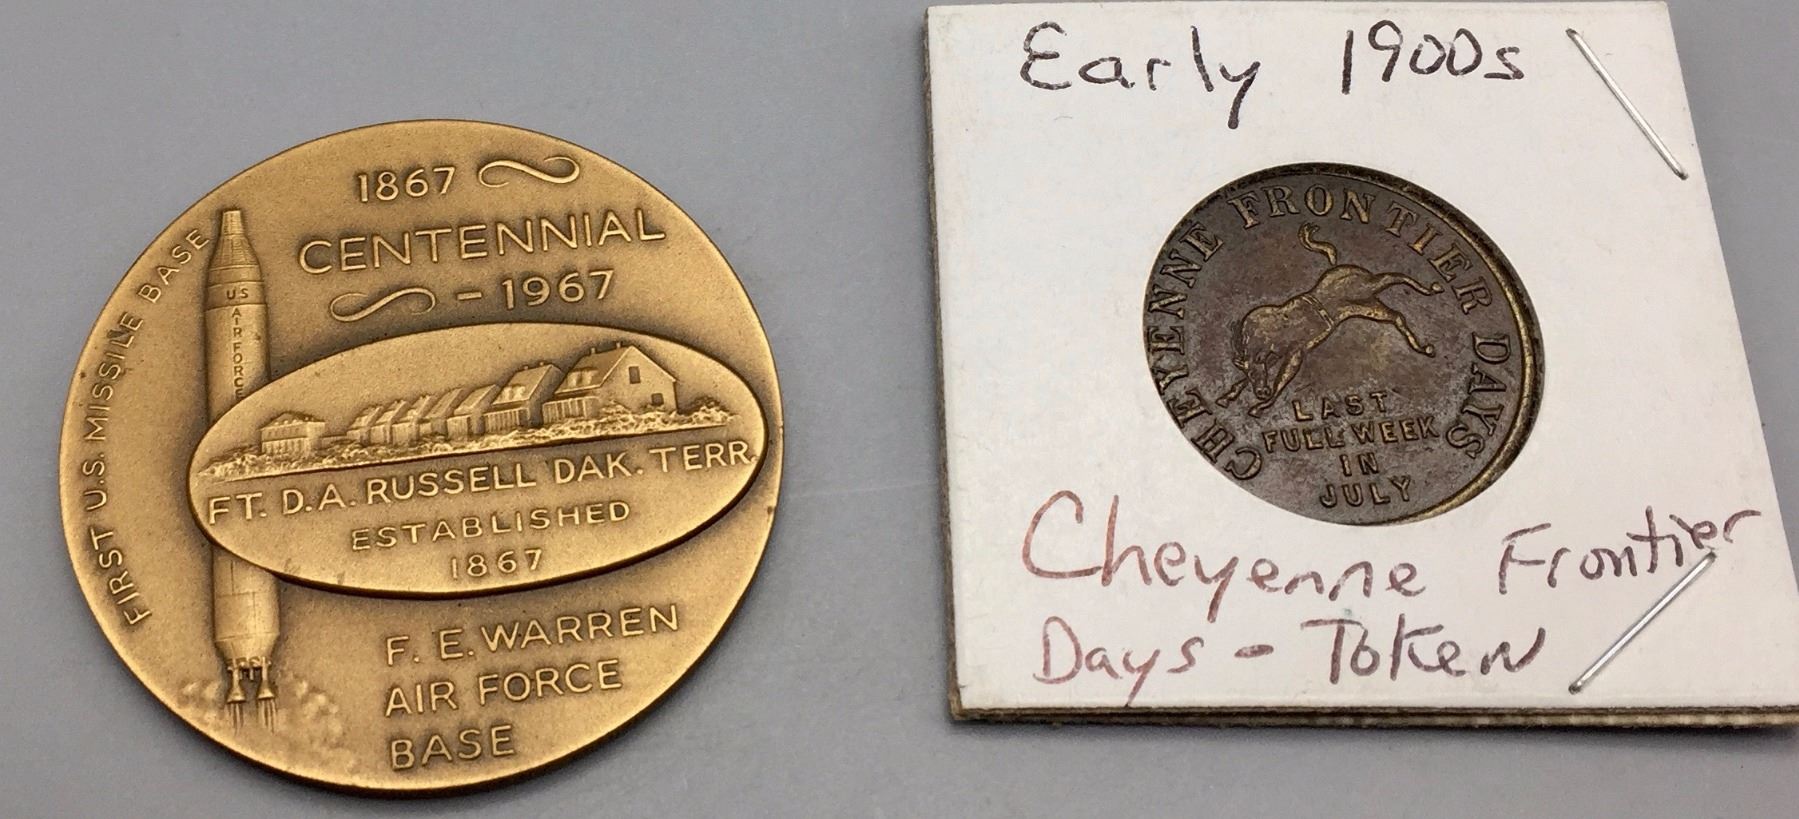 1867
CENTENNIAL
- 1967
FIRST U.S. MISSILE BASE
US
AIR FORCE
FT. D.A. RUSSELL DAK. TERR.
ESTABLISHED
1867
F. E. WARREN
AIR FORCE
BASE
Early 1900s
CHEYENNE FRONTIER DAYS
LAST
FULL WEEK
IN
JULY
Cheyenne Frontier
Days - Token